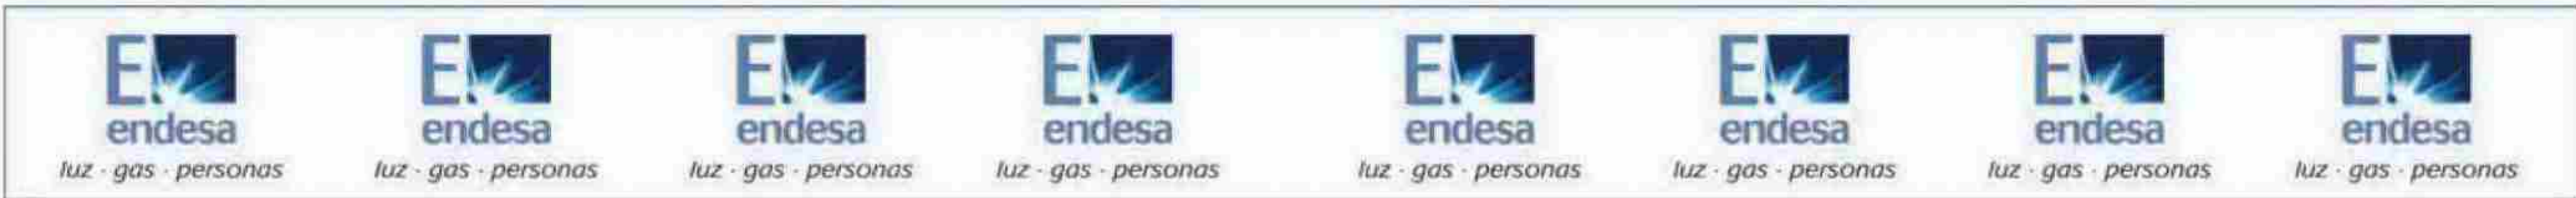 E. E. E. E. E. E. E. E.
endesa endesa endesa endesa endesa endesa endesa endesa
luz · gas · personas luz · gas · personas luz · gas · personas luz · gas · personas luz · gas · personas luz · gas · personas luz · gas · personas luz · gas · personas